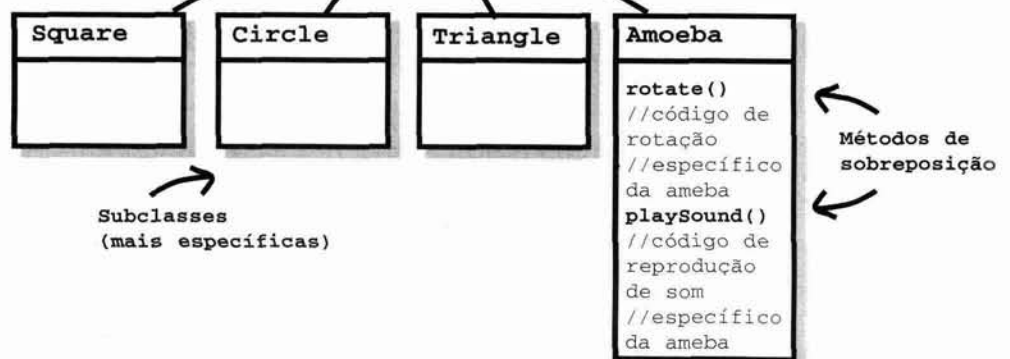 Square
Circle
Triangle
Amoeba
rotate()
//código de
rotação
//específico
da ameba
playSound()
//código de
reprodução
de som
//específico
da ameba
Métodos de
sobreposição
Subclasses
(mais específicas)